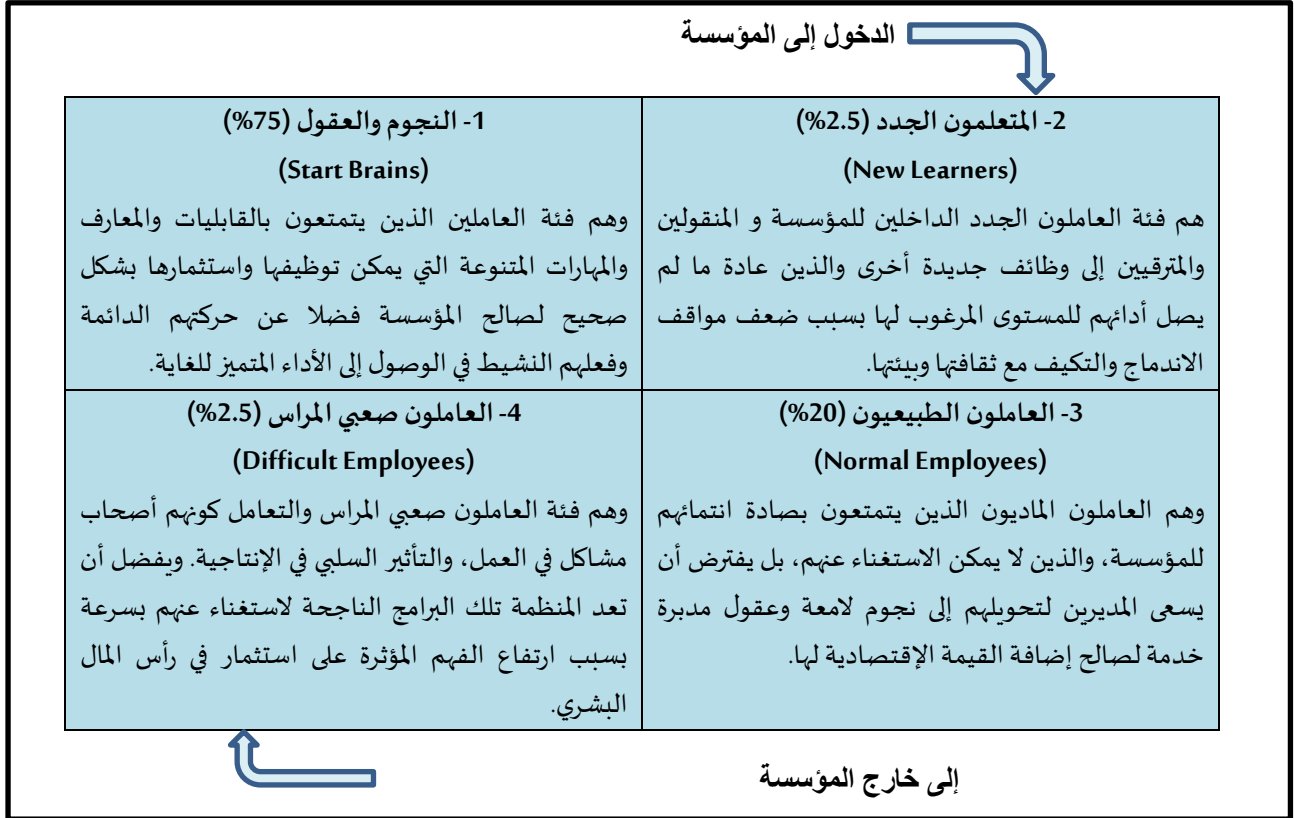 الدخول إلى المؤسسة
2- المتعلمون الجدد (2.5%)
(New Learners)
هم فئة العاملون الجدد الداخلين للمؤسسة و المنقولين
والمترقيين إلى وظائف جديدة أخرى والذين عادة ما لم
يصل أدائهم للمستوى المرغوب لها بسبب ضعف مواقف
الاندماج والتكيف مع ثقافتها وبيئتها.
1- النجوم والعقول (75%)
(Start Brains)
وهم فئة العاملين الذين يتمتعون بالقابليات والمعارف
والمهارات المتنوعة التي يمكن توظيفها واستثمارها بشكل
صحيح لصالح المؤسسة فضلا عن حركتهم الدائمة
وفعلهم النشيط في الوصول إلى الأداء المتميز للغاية.
3- العاملون الطبيعيون (20%)
(Normal Employees)
وهم العاملون الماديون الذين يتمتعون بصادة انتمائهم
للمؤسسة، والذين لا يمكن الاستغناء عنهم، بل يفترض أن
يسعى المديرين لتحويلهم إلى نجوم لامعة وعقول مدبرة
خدمة لصالح إضافة القيمة الإقتصادية لها.
4- العاملون صعبي المراس (2.5%)
(Difficult Employees)
وهم فئة العاملون صعبي المراس والتعامل كونهم أصحاب
مشاكل في العمل، والتأثير السلبي في الإنتاجية. ويفضل أن
تعد المنظمة تلك البرامج الناجحة لاستغناء عنهم بسرعة
بسبب ارتفاع الفهم المؤثرة على استثمار في رأس المال
البشري.
إلى خارج المؤسسة